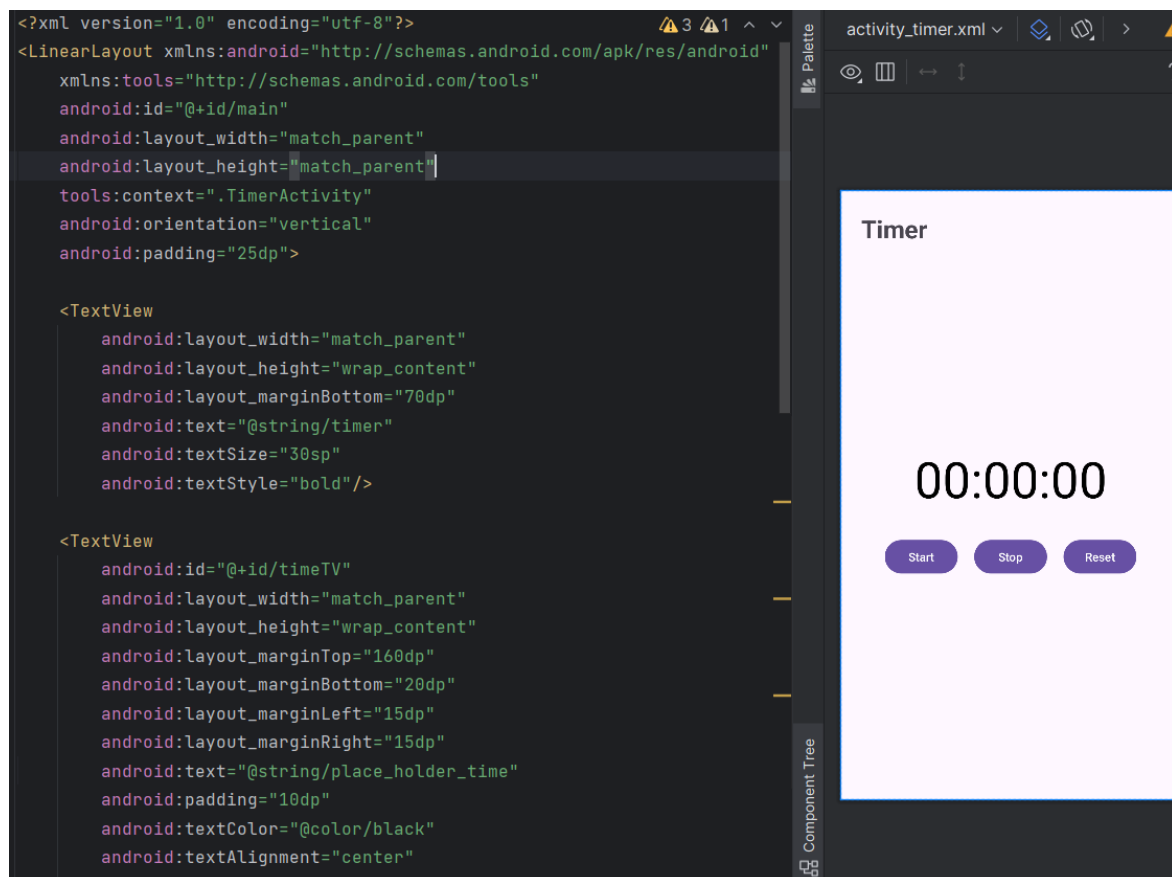 <?xml version="1.0" encoding="utf-8"?>
3 1
<LinearLayout xmlns:android="http://schemas.android.com/apk/res/android"
xmlns:tools="http://schemas.android.com/tools"
android:id="@+id/main"
android:layout_width="match_parent"
android:layout_height="match_parent"
tools:context=".TimerActivity"
android:orientation="vertical"
android:padding="25dp">
<TextView
android:layout_width="match_parent"
android:layout_height="wrap_content"
android:layout_marginBottom="70dp"
android:text="@string/timer"
android:textSize="30sp"
android:textStyle="bold"/>
<TextView
android:id="@+id/timeTV"
android:layout_width="match_parent"
android:layout_height="wrap_content"
android:layout_marginTop="160dp"
android:layout_marginBottom="20dp"
android:layout_marginLeft="15dp"
android:layout_marginRight="15dp"
android:text="@string/place_holder_time"
android:padding="10dp"
android:textColor="@color/black"
android:textAlignment="center"
Palette
Component Tree
activity_timer.xml
Timer
00:00:00
Start Stop Reset